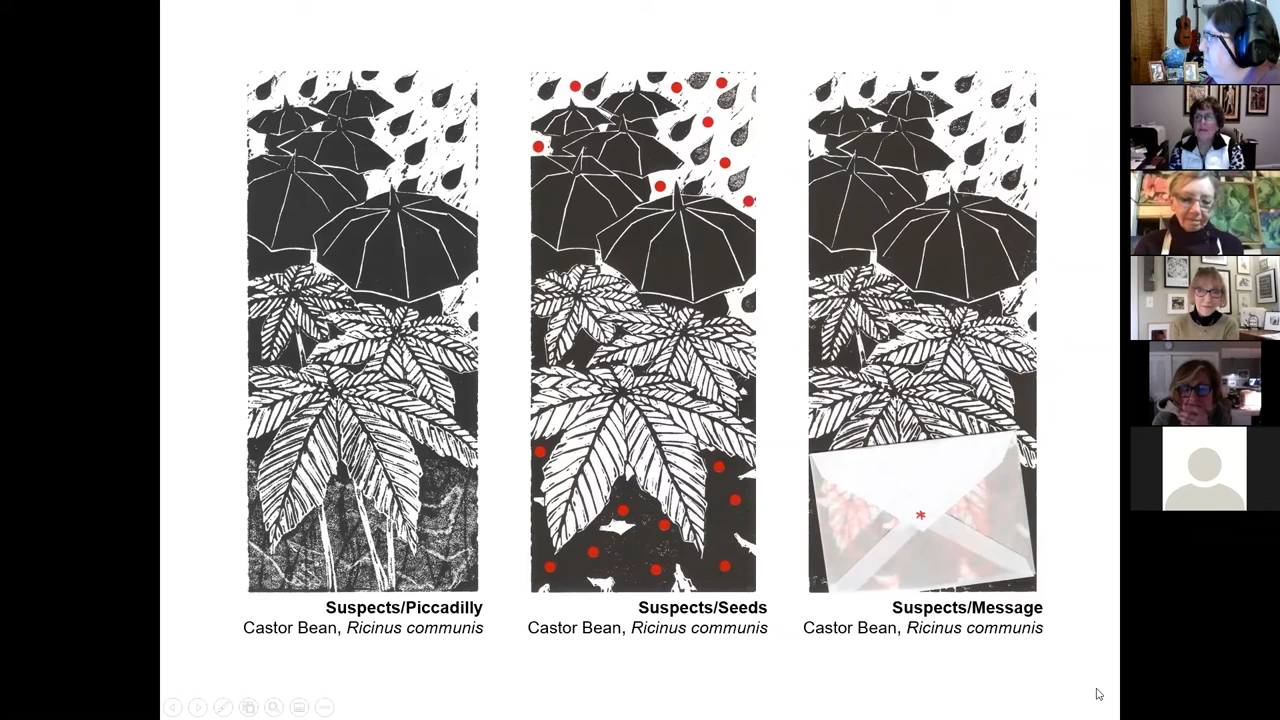 Suspects/Piccadilly
Castor Bean, Ricinus communis
Suspects/Seeds
Castor Bean, Ricinus communis
Suspects/Message
Castor Bean, Ricinus communis